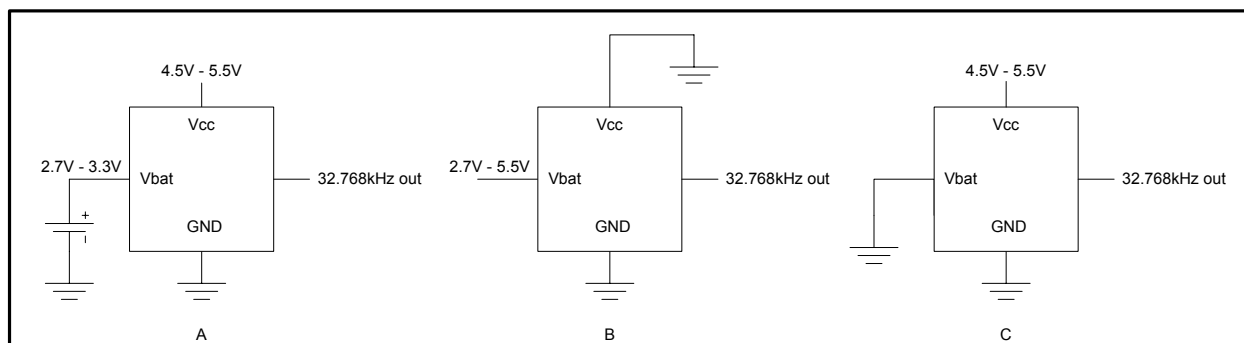 4.5V - 5.5V
Vcc
2.7V - 3.3V
Vbat
32.768kHz out
+
GND
A
Vcc
2.7V - 5.5V
Vbat
32.768kHz out
GND
B
4.5V - 5.5V
Vcc
Vbat
32.768kHz out
GND
C